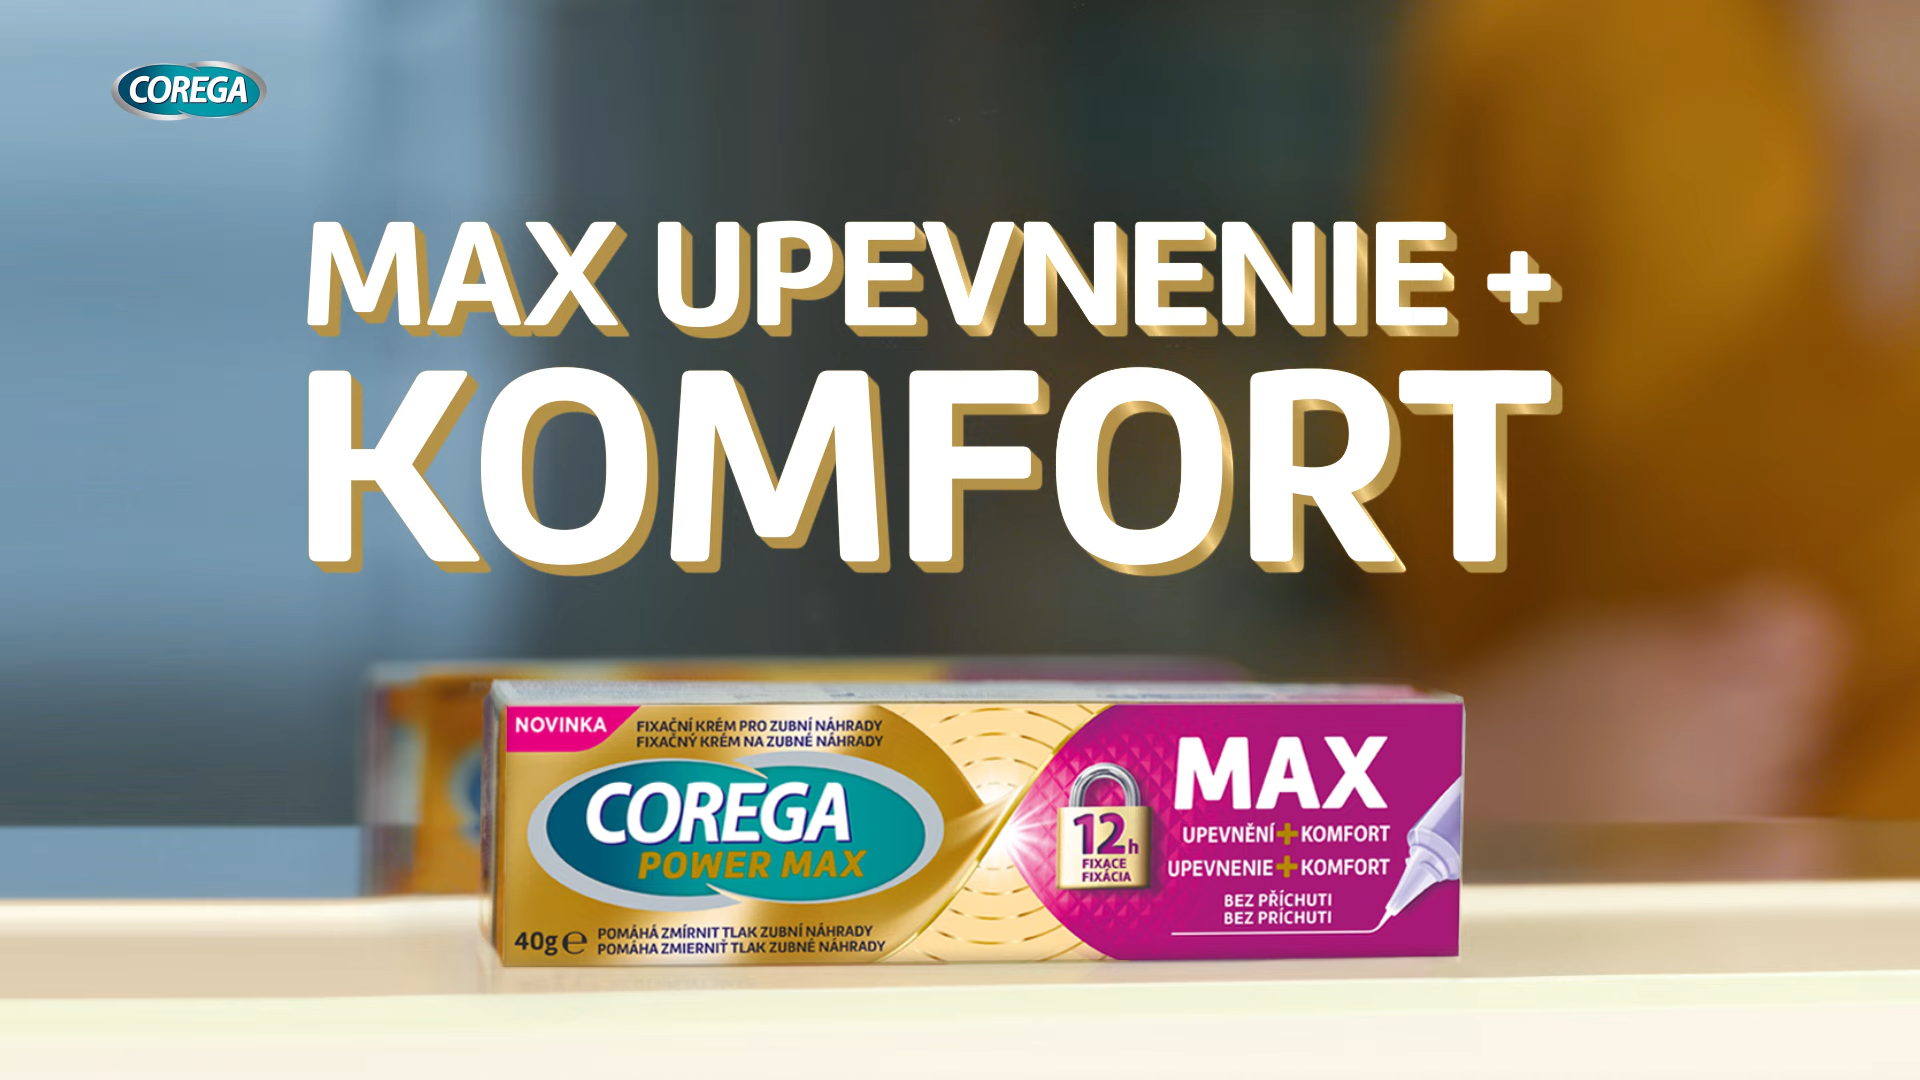 COREGA
MAX UPEVNENIE +
KOMFORT
NOVINKA
FIXAČNÍ KRÉM PRO ZUBNÍ NÁHRADY
FIXAČNÝ KRÉM NA ZUBNÉ NÁHRADY
COREGA
POWER MAX
40g e
POMÁHÁ ZMÍRNIT TLAK ZUBNÍ NÁHRADY
POMÁHA ZMIERNIŤ TLAK ZUBNÉ NÁHRADY
12h
FIXACE
FIXÁCIA
MAX
UPEVNĚNÍ+KOMFORT
UPEVNENIE+KOMFORT
BEZ PŘÍCHUTI
BEZ PRÍCHUTI